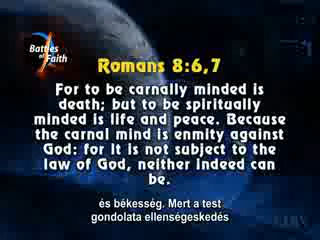 Battles
of Faith
Romans 8:6,7
For to be carnally minded is
death; but to be spiritually
minded is life and peace. Because
the carnal mind is enmity against
God: for it is not subject to the
law of God, neither indeed can
be.
és békesség. Mert a test
gondolata ellenségeskedés